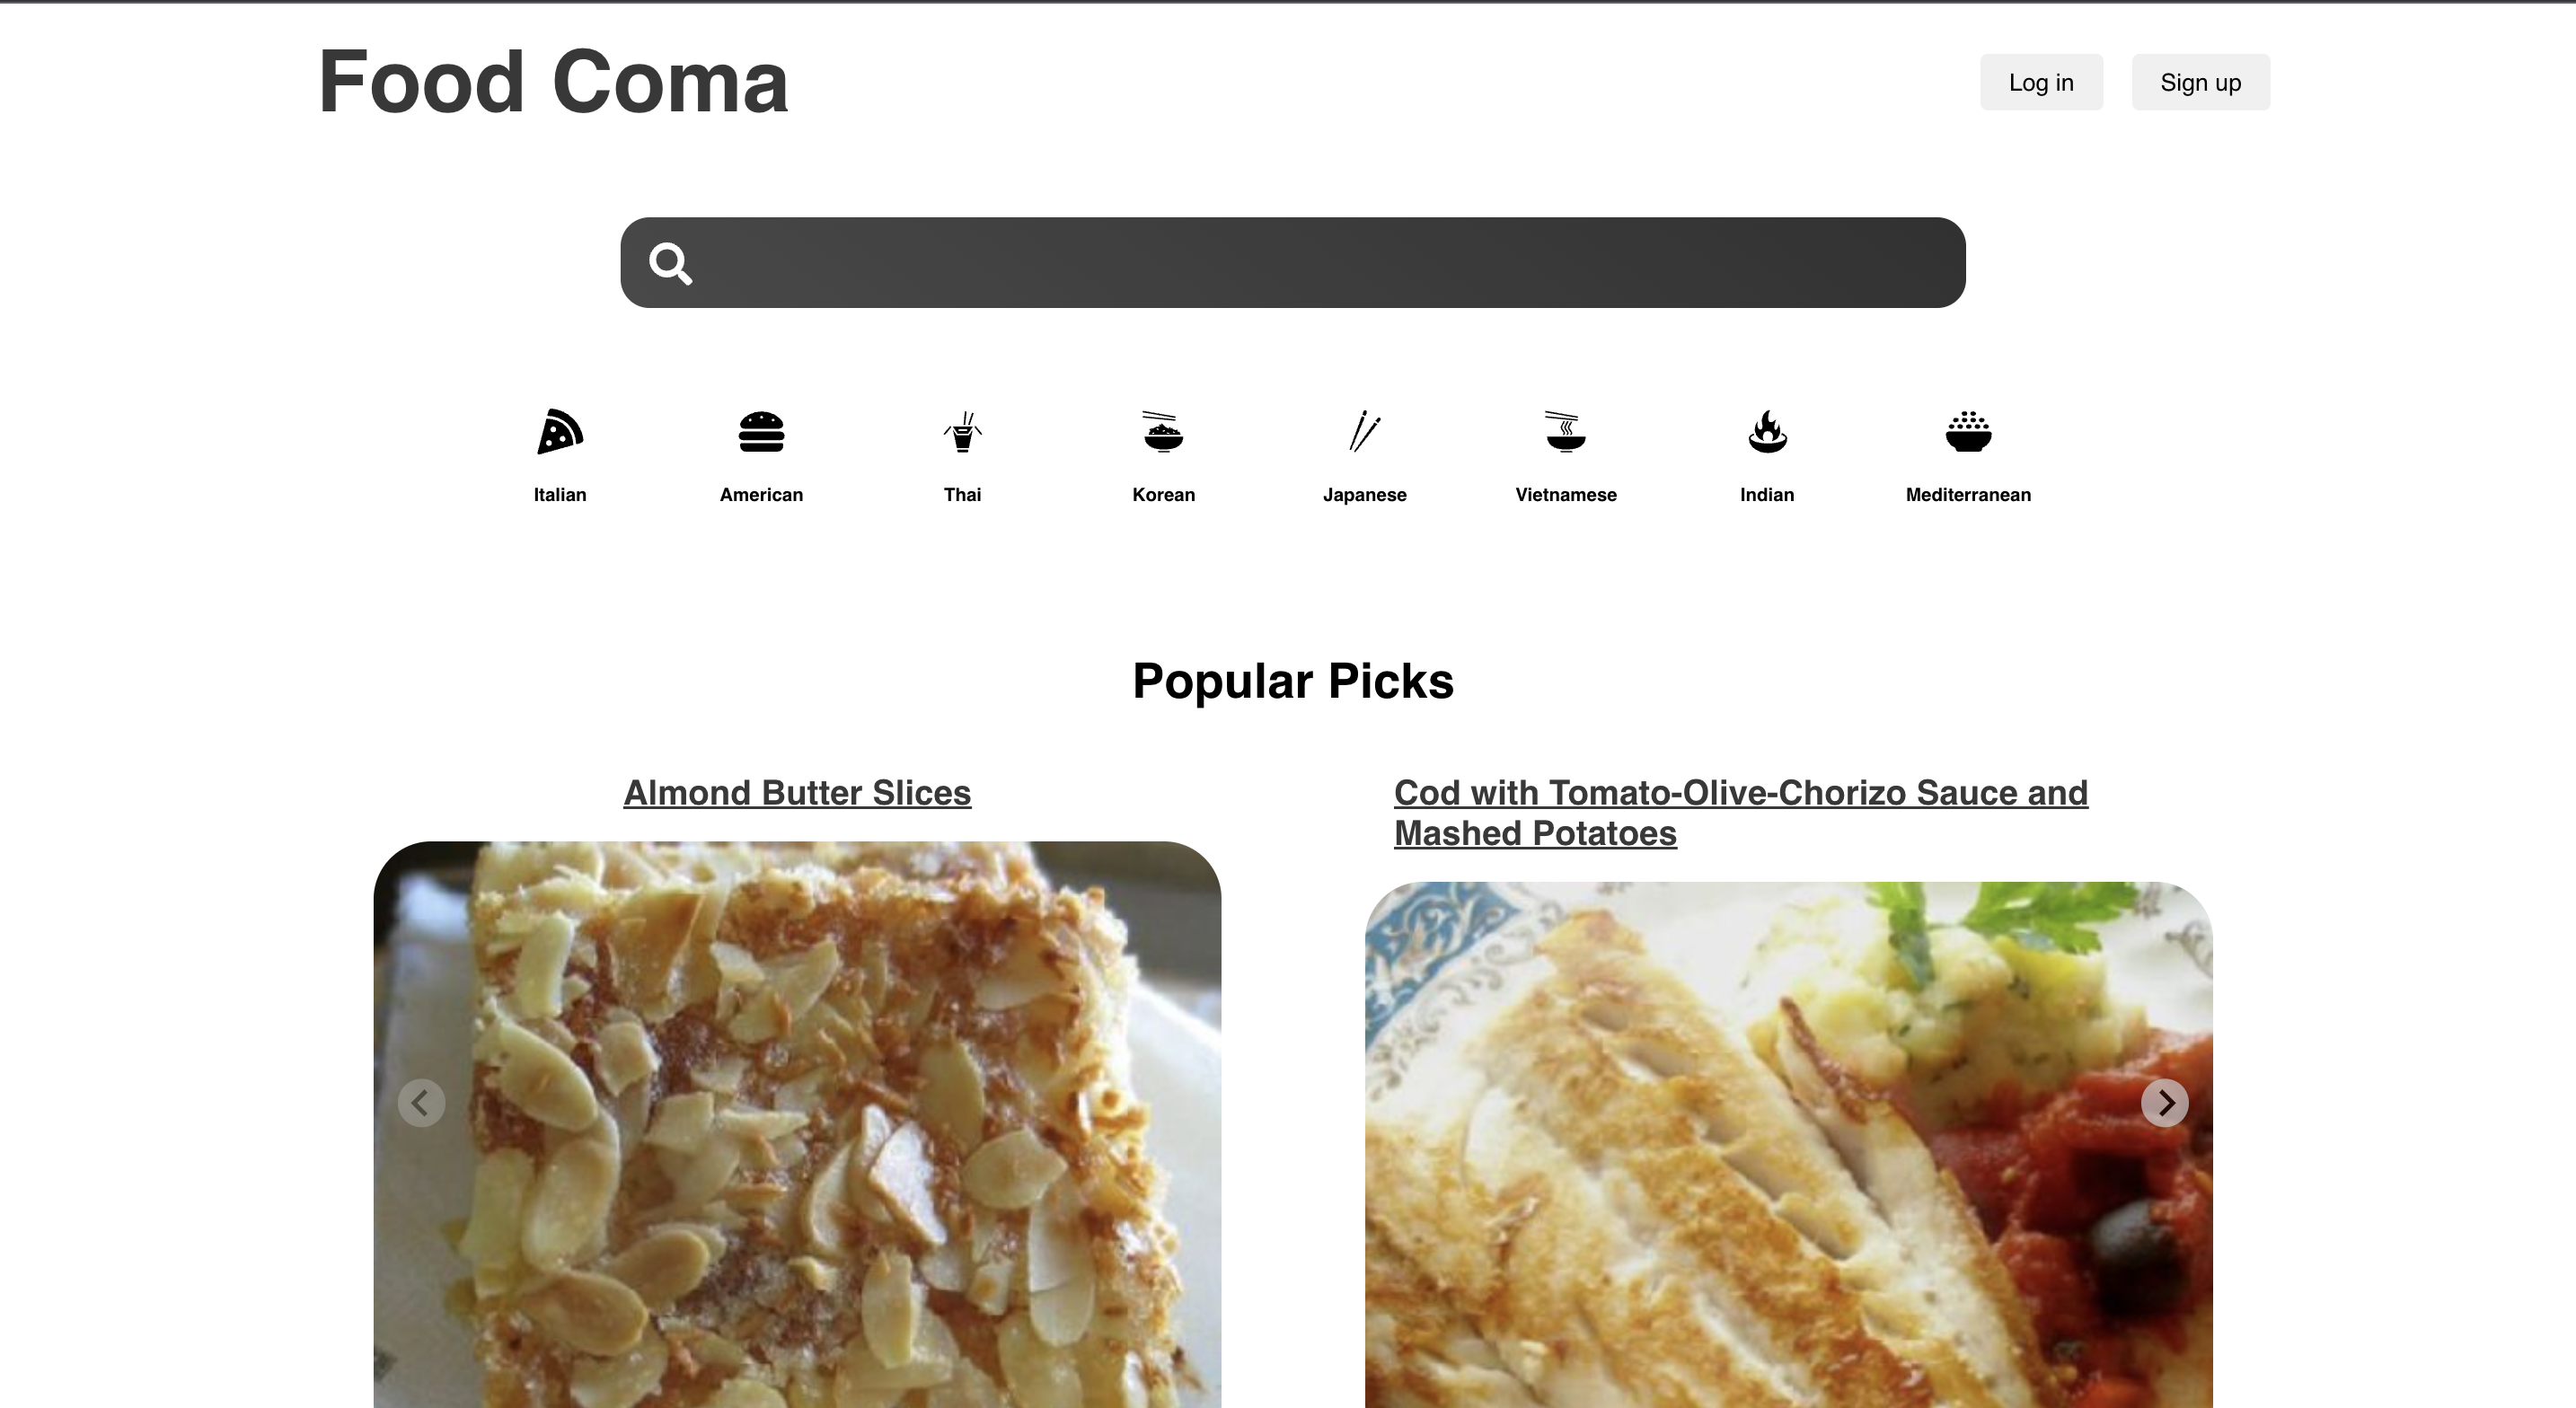 Food Coma
Log in
Sign up
Italian
American
Thai
Korean
Japanese
Vietnamese
Indian
Mediterranean
Popular Picks
Almond Butter Slices
Cod with Tomato-Olive-Chorizo Sauce and
Mashed Potatoes